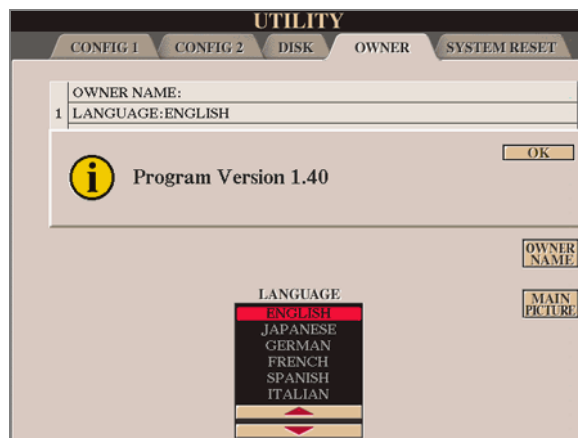 UTILITY
CONFIG 1 CONFIG 2 DISK OWNER SYSTEM RESET
OWNER NAME:
1 LANGUAGE:ENGLISH
OK
i Program Version 1.40
OWNER
NAME
LANGUAGE
MAIN
PICTURE
ENGLISH
JAPANESE
GERMAN
FRENCH
SPANISH
ITALIAN